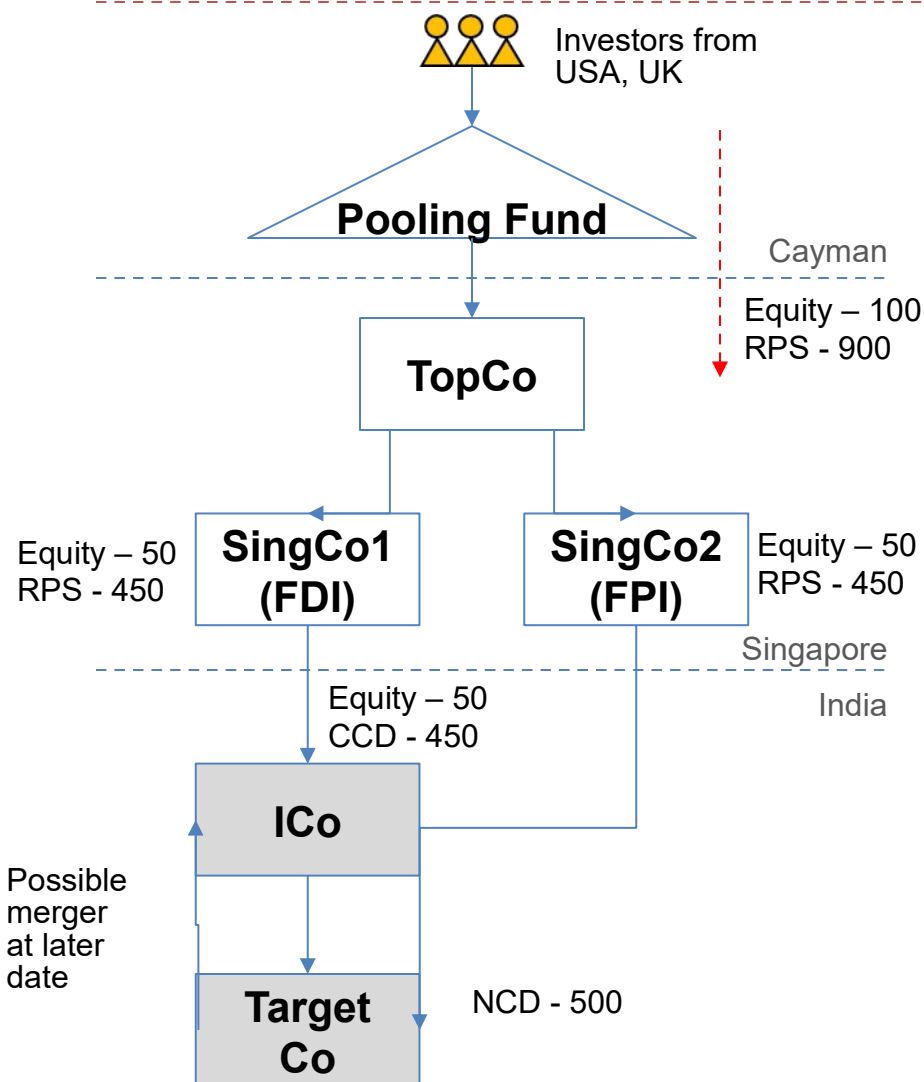 Investors from
USA, UK
Pooling Fund
Cayman
Equity – 100
RPS - 900
TopCo
Equity – 50
RPS - 450
SingCo1
(FDI)
SingCo2
(FPI)
Equity – 50
RPS - 450
Singapore
India
Equity – 50
CCD - 450
ICo
Possible
merger
at later
date
Target
Co
NCD - 500